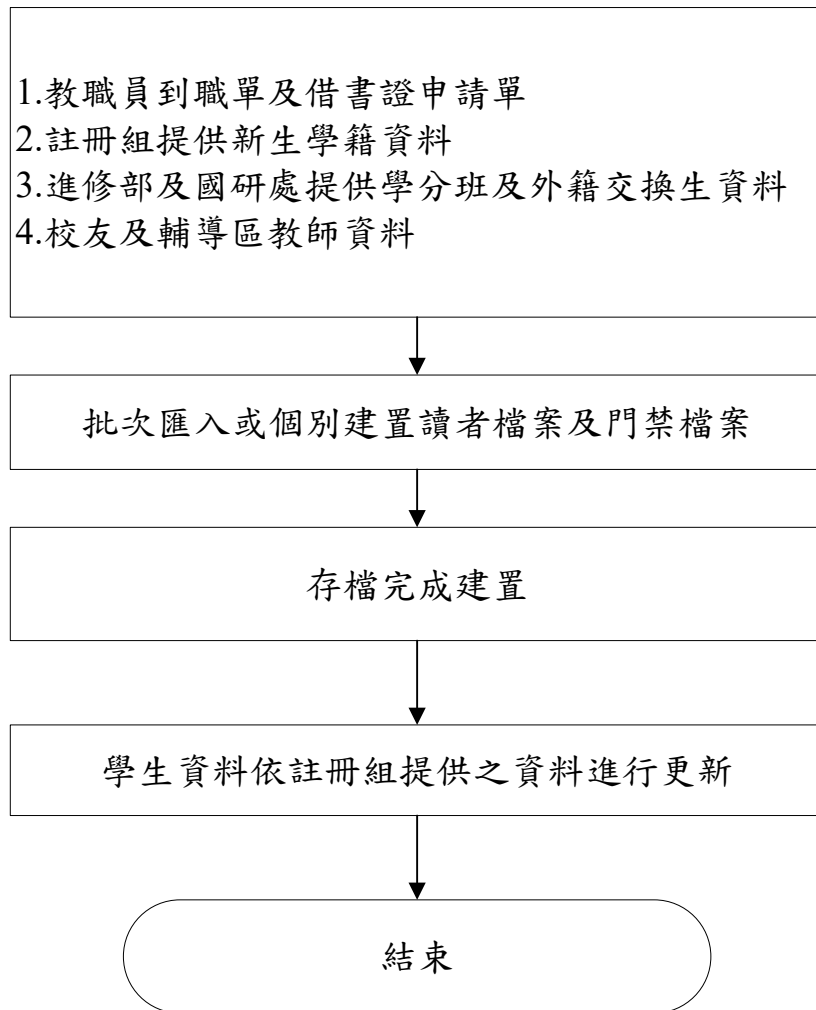 1.教職員到職單及借書證申請單
2.註冊組提供新生學籍資料
3.進修部及國研處提供學分班及外籍交換生資料
4.校友及輔導區教師資料
批次匯入或個別建置讀者檔案及門禁檔案
存檔完成建置
學生資料依註冊組提供之資料進行更新
結束